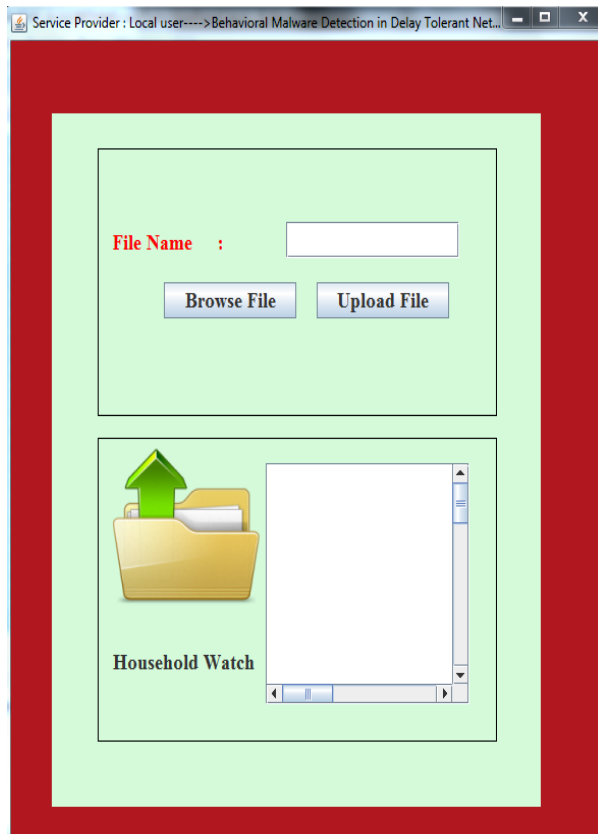 Service Provider : Local user---->Behavioral Malware Detection in Delay Tolerant Net...
File Name :
Browse File Upload File
Household Watch